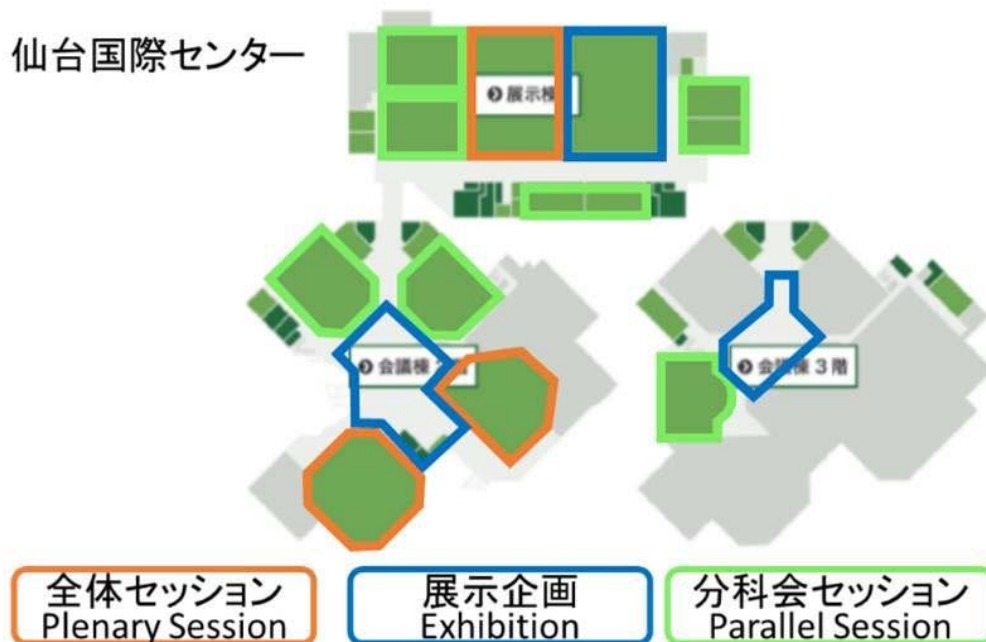 仙台国際センター
展示棟
会議棟
階
会議棟 3 階
全体セッション
Plenary Session
展示企画
Exhibition
分科会セッション
Parallel Session